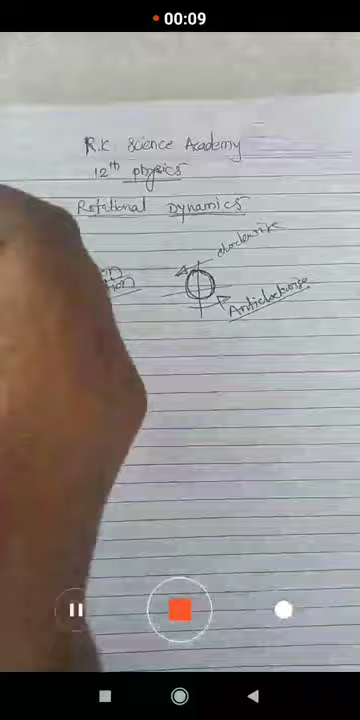 00:09
R.K Science Academy
12th physics
Rotational Dynamics
clockwise
Anticlockwise